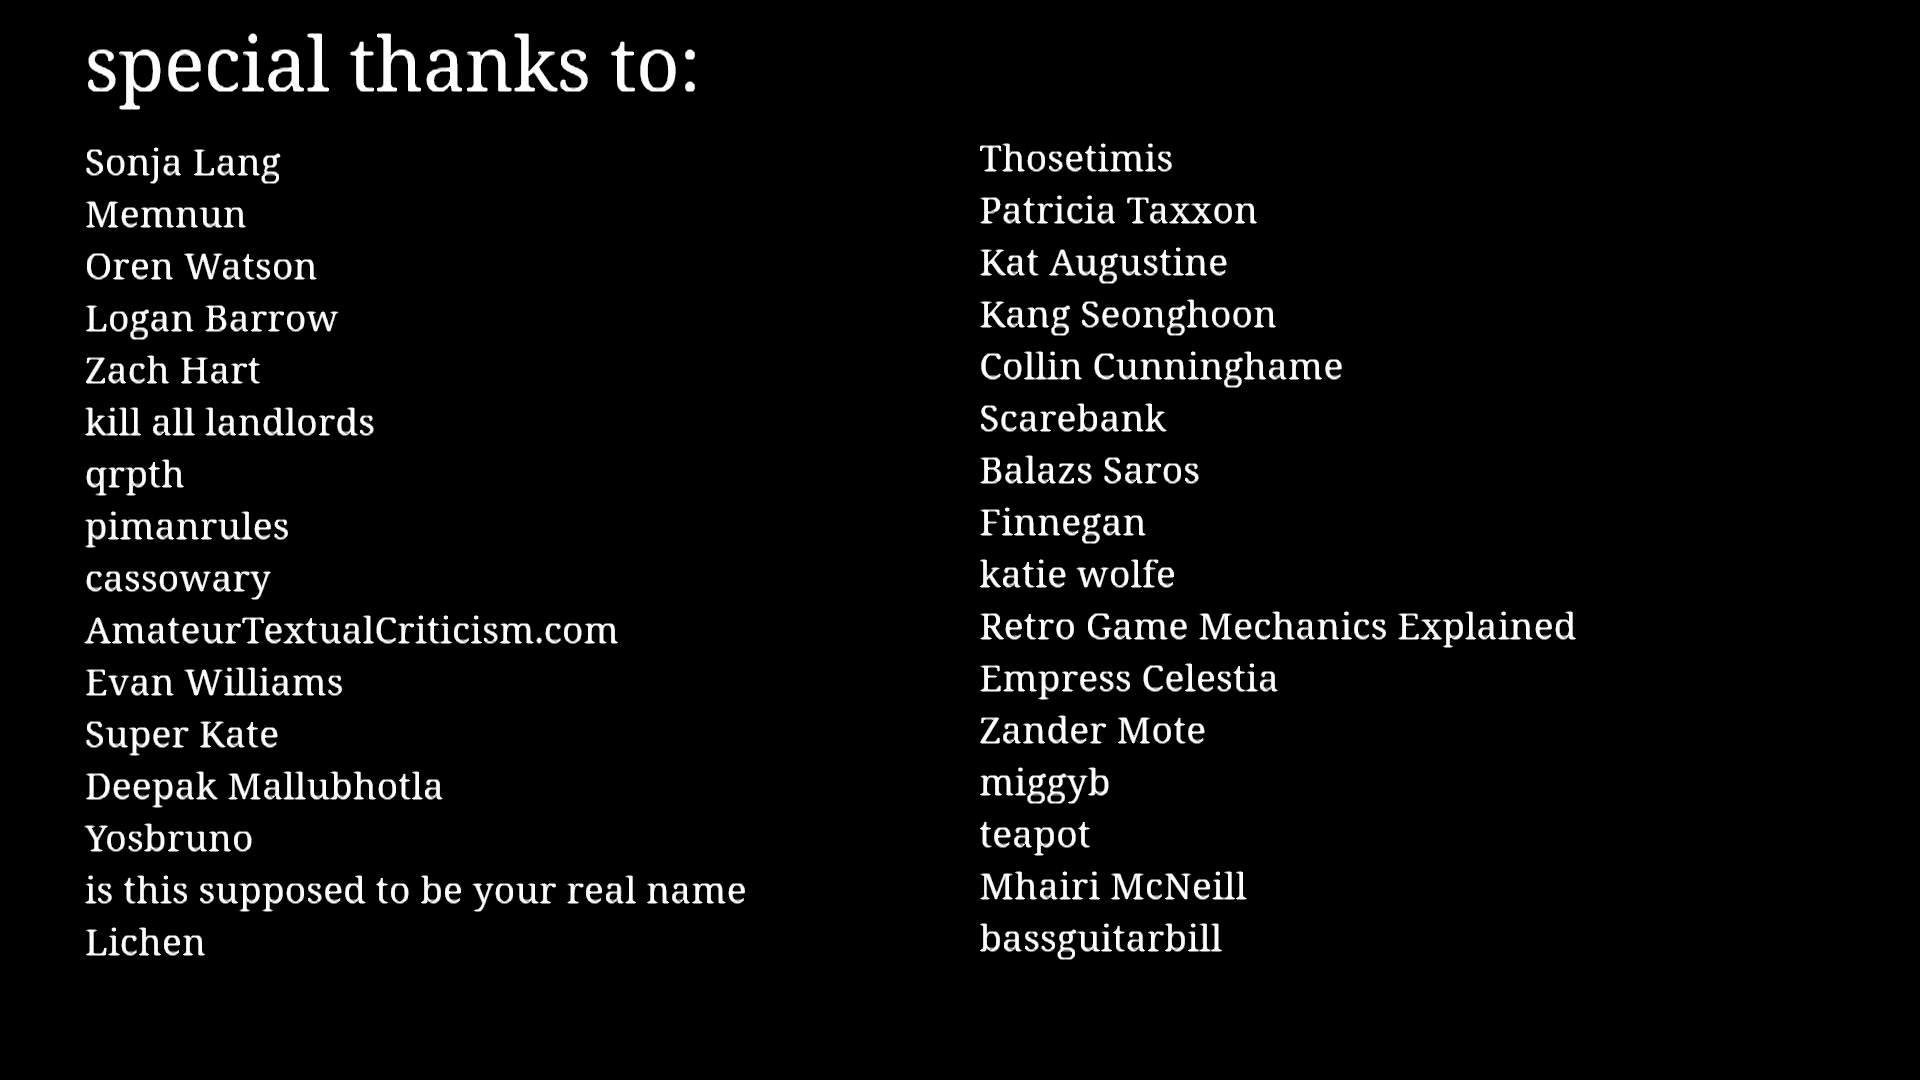 special thanks to:
Sonja Lang
Memnun
Oren Watson
Logan Barrow
Zach Hart
kill all landlords
qrpth
pimanrules
cassowary
AmateurTextualCriticism.com
Evan Williams
Super Kate
Deepak Mallubhotla
Yosbruno
is this supposed to be your real name
Lichen
Thosetimis
Patricia Taxxon
Kat Augustine
Kang Seonghoon
Collin Cunninghame
Scarebank
Balazs Saros
Finnegan
katie wolfe
Retro Game Mechanics Explained
Empress Celestia
Zander Mote
miggyb
teapot
Mhairi McNeill
bassguitarbill